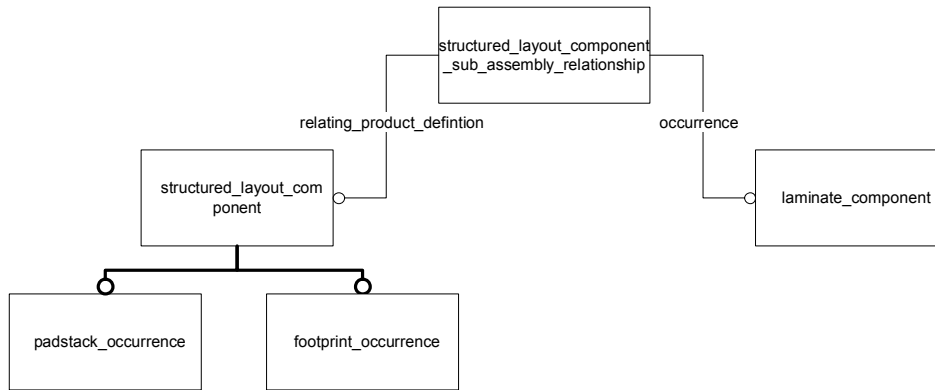 structured_layout_component
_sub_assembly_relationship
relating_product_defintion
occurrence
structured_layout_com
ponent
laminate_component
padstack_occurrence
footprint_occurrence